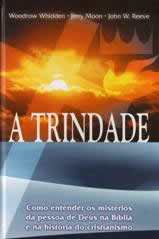 Woodrow Whidden • Jerry Moon • John W. Reeve
A TRINDADE
Como entender os mistérios
da pessoa de Deus na Bíblia
e na história do cristianismo